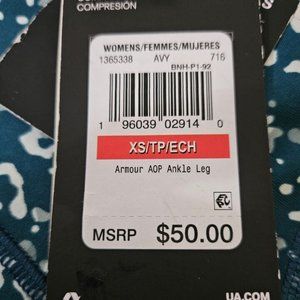 COMPRESIÓN
WOMENS/FEMMES/MUJERES
1365338 AVY 716
BNH-P1-92
1 96039 02914 0
XS/TP/ECH
Armour AOP Ankle Leg
MSRP $50.00
UA.COM